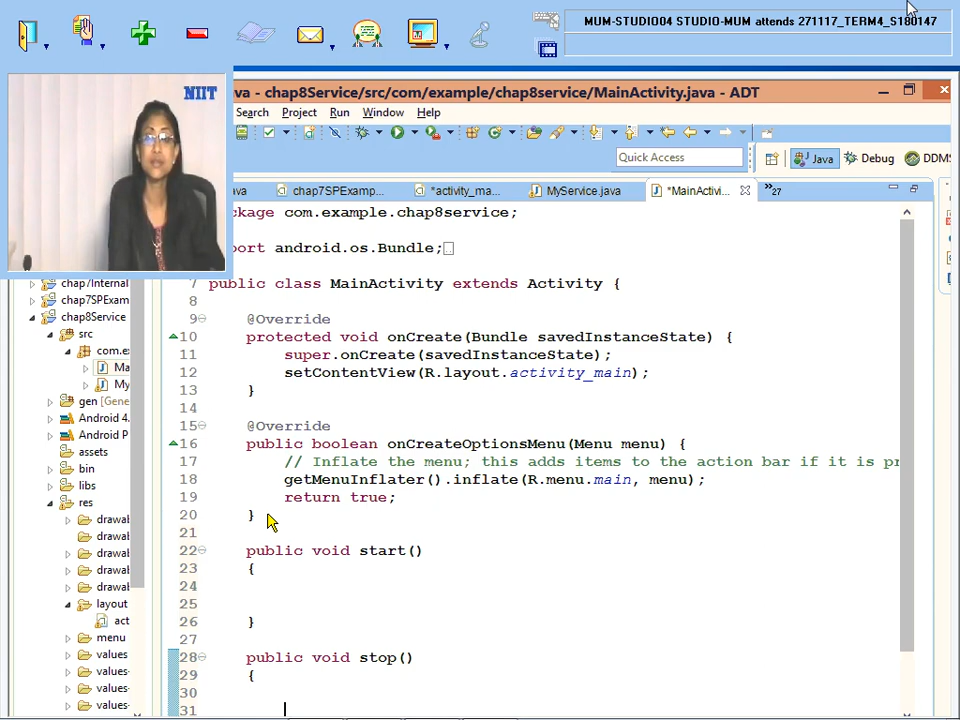 MUM-STUDIO04 STUDIO-MUM attends 271117_TERM4_S180147
NIIT
va - chap8Service/src/com/example/chap8service/MainActivity.java - ADT
Search Project Run Window Help
Quick Access
Java
Debug
DDMS
ava
chap7SPExamp...
*activity_ma...
MyService.java
*MainActivi...
27
chap7Internal
chap7SPExam
chap8Service
src
com.e
Ma
My
gen [Gene
Android 4.
Android P
assets
bin
libs
res
drawab
drawab
drawab
drawab
drawab
layout
act
menu
values
values-
values-
values-
ckage com.example.chap8service;
port android.os.Bundle;
7 public class MainActivity extends Activity {
8
9 @Override
10 protected void onCreate(Bundle savedInstanceState) {
11 super.onCreate(savedInstanceState);
12 setContentView(R.layout.activity_main);
13 }
14
15 @Override
16 public boolean onCreateOptionsMenu(Menu menu) {
17 // Inflate the menu; this adds items to the action bar if it is pr
18 getMenuInflater().inflate(R.menu.main, menu);
19 return true;
20 }
21
22 public void start()
23 {
24
25
26 }
27
28 public void stop()
29 {
30
31